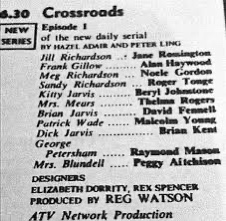 6.30 Crossroads
NEW SERIES
Episode 1
of the new daily serial
BY HAZEL ADAIR AND PETER LING
Jill Richardson ..: Jane Rossington
Frank Gillow ...... Alan Haywood
Meg Richardson ... Noele Gordon
Sandy Richardson ... Roger Tonge
Kitty Jarvis ...... Beryl Johnstone
Mrs. Mears ...... Thelma Rogers
Brian Jarvis ...... David Fennell
Patrick Wade ... Malcolm Young
Dick Jarvis ......... Brian Kent
George
Petersham ...... Raymond Mason
Mrs. Blundell ... Peggy Aitchison
DESIGNERS
ELIZABETH DORRITY, REX SPENCER
PRODUCED BY REG WATSON
ATV Network Production